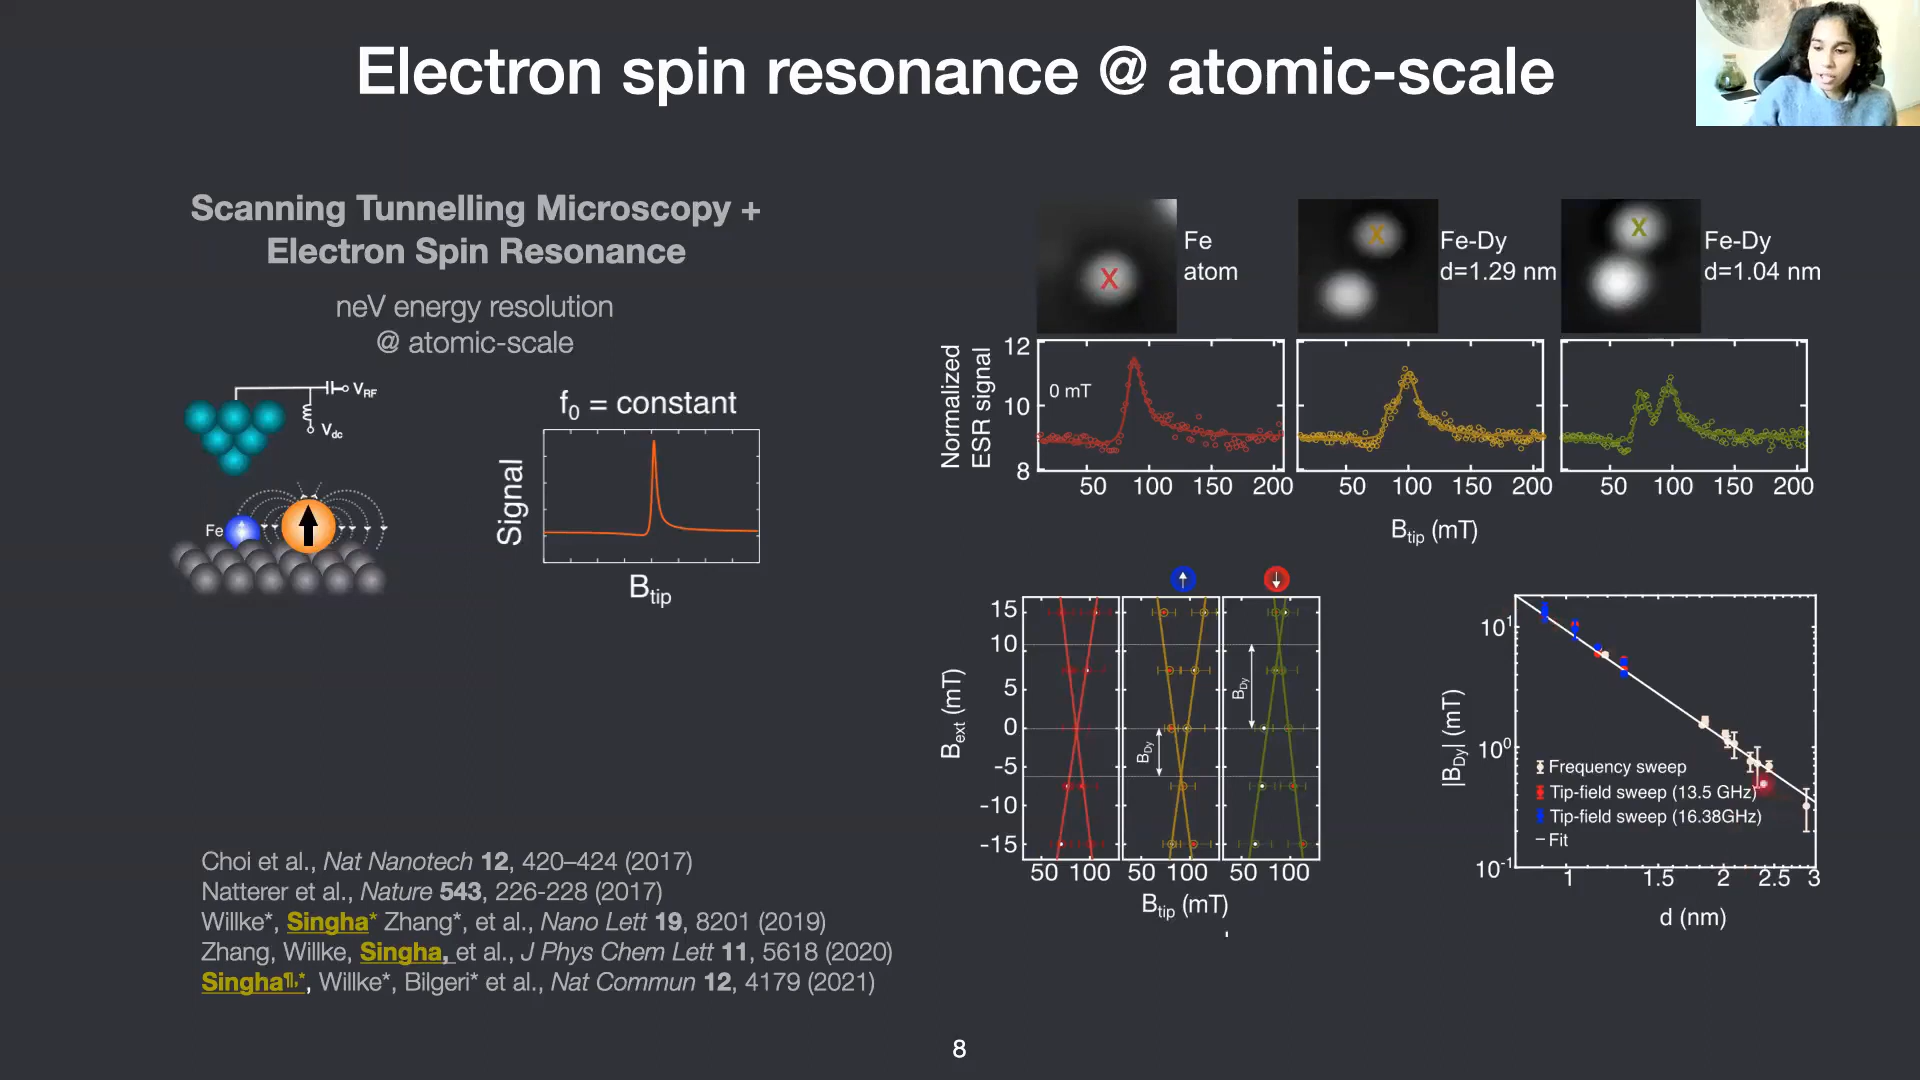 Electron spin resonance @ atomic-scale
Scanning Tunnelling Microscopy +
Electron Spin Resonance
neV energy resolution
@ atomic-scale
V_RF
V_dc
Fe
f₀ = constant
Signal
B_tip
Choi et al., Nat Nanotech 12, 420–424 (2017)
Natterer et al., Nature 543, 226-228 (2017)
Willke*, Singha* Zhang*, et al., Nano Lett 19, 8201 (2019)
Zhang, Willke, Singha, et al., J Phys Chem Lett 11, 5618 (2020)
Singha¶,*, Willke*, Bilgeri* et al., Nat Commun 12, 4179 (2021)
X
Fe
atom
X
Fe-Dy
d=1.29 nm
X
Fe-Dy
d=1.04 nm
Normalized
ESR signal
12
10
8
0 mT
50 100 150 200
50 100 150 200
50 100 150 200
B_tip (mT)
B_ext (mT)
15
10
5
0
-5
-10
-15
B_Dy
B_Dy
50 100
50 100
50 100
B_tip (mT)
|B_Dy| (mT)
10¹
10⁰
10⁻¹
Frequency sweep
Tip-field sweep (13.5 GHz)
Tip-field sweep (16.38GHz)
Fit
1 1.5 2 2.5 3
d (nm)
8